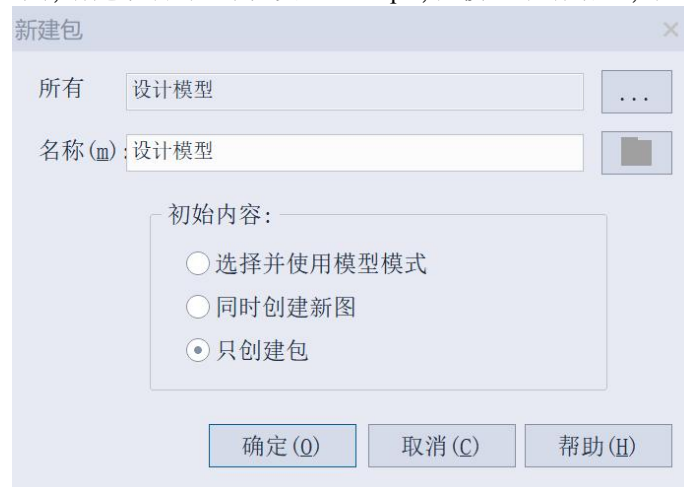 新建包
所有 设计模型 ...
名称(m): 设计模型
初始内容:
选择并使用模型模式
同时创建新图
只创建包
确定(O) 取消(C) 帮助(H)